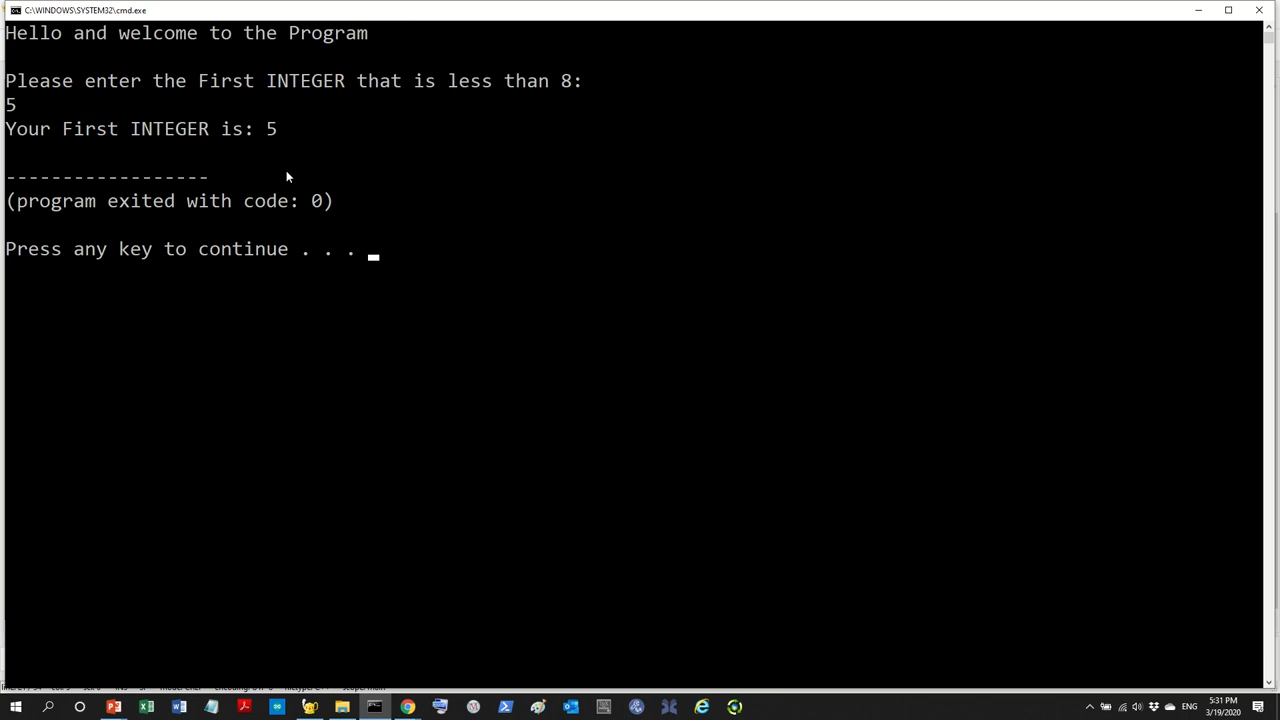 C:\WINDOWS\SYSTEM32\cmd.exe
Hello and welcome to the Program
Please enter the First INTEGER that is less than 8:
5
Your First INTEGER is: 5
------------------
(program exited with code: 0)
Press any key to continue . . .
ENG
5:31 PM
3/19/2020